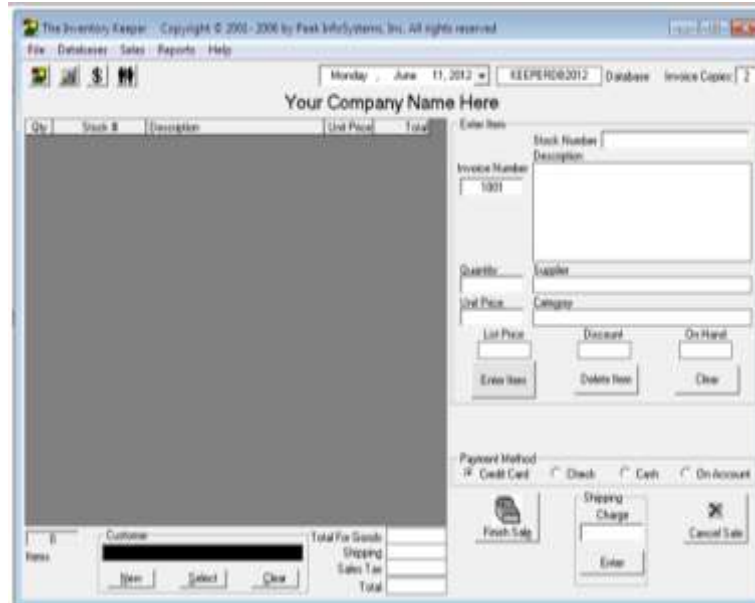 The Inventory Keeper Copyright © 2001-2006 by Peak InfoSystems, Inc. All rights reserved
File Databases Sales Reports Help
Monday , June 11, 2012 KEEPERDB2012 Database Invoice Copies: 2
Your Company Name Here
Qty Stock # Description Unit Price Total
Enter Item
Stock Number
Description
Invoice Number
1001
Quantity Supplier
Unit Price Category
List Price Discount On Hand
Enter Item Delete Item Clear
Payment Method
Credit Card Check Cash On Account
Finish Sale
Shipping
Charge
Enter
Cancel Sale
0
Items
Customer
New Select Clear
Total For Goods
Shipping
Sales Tax
Total